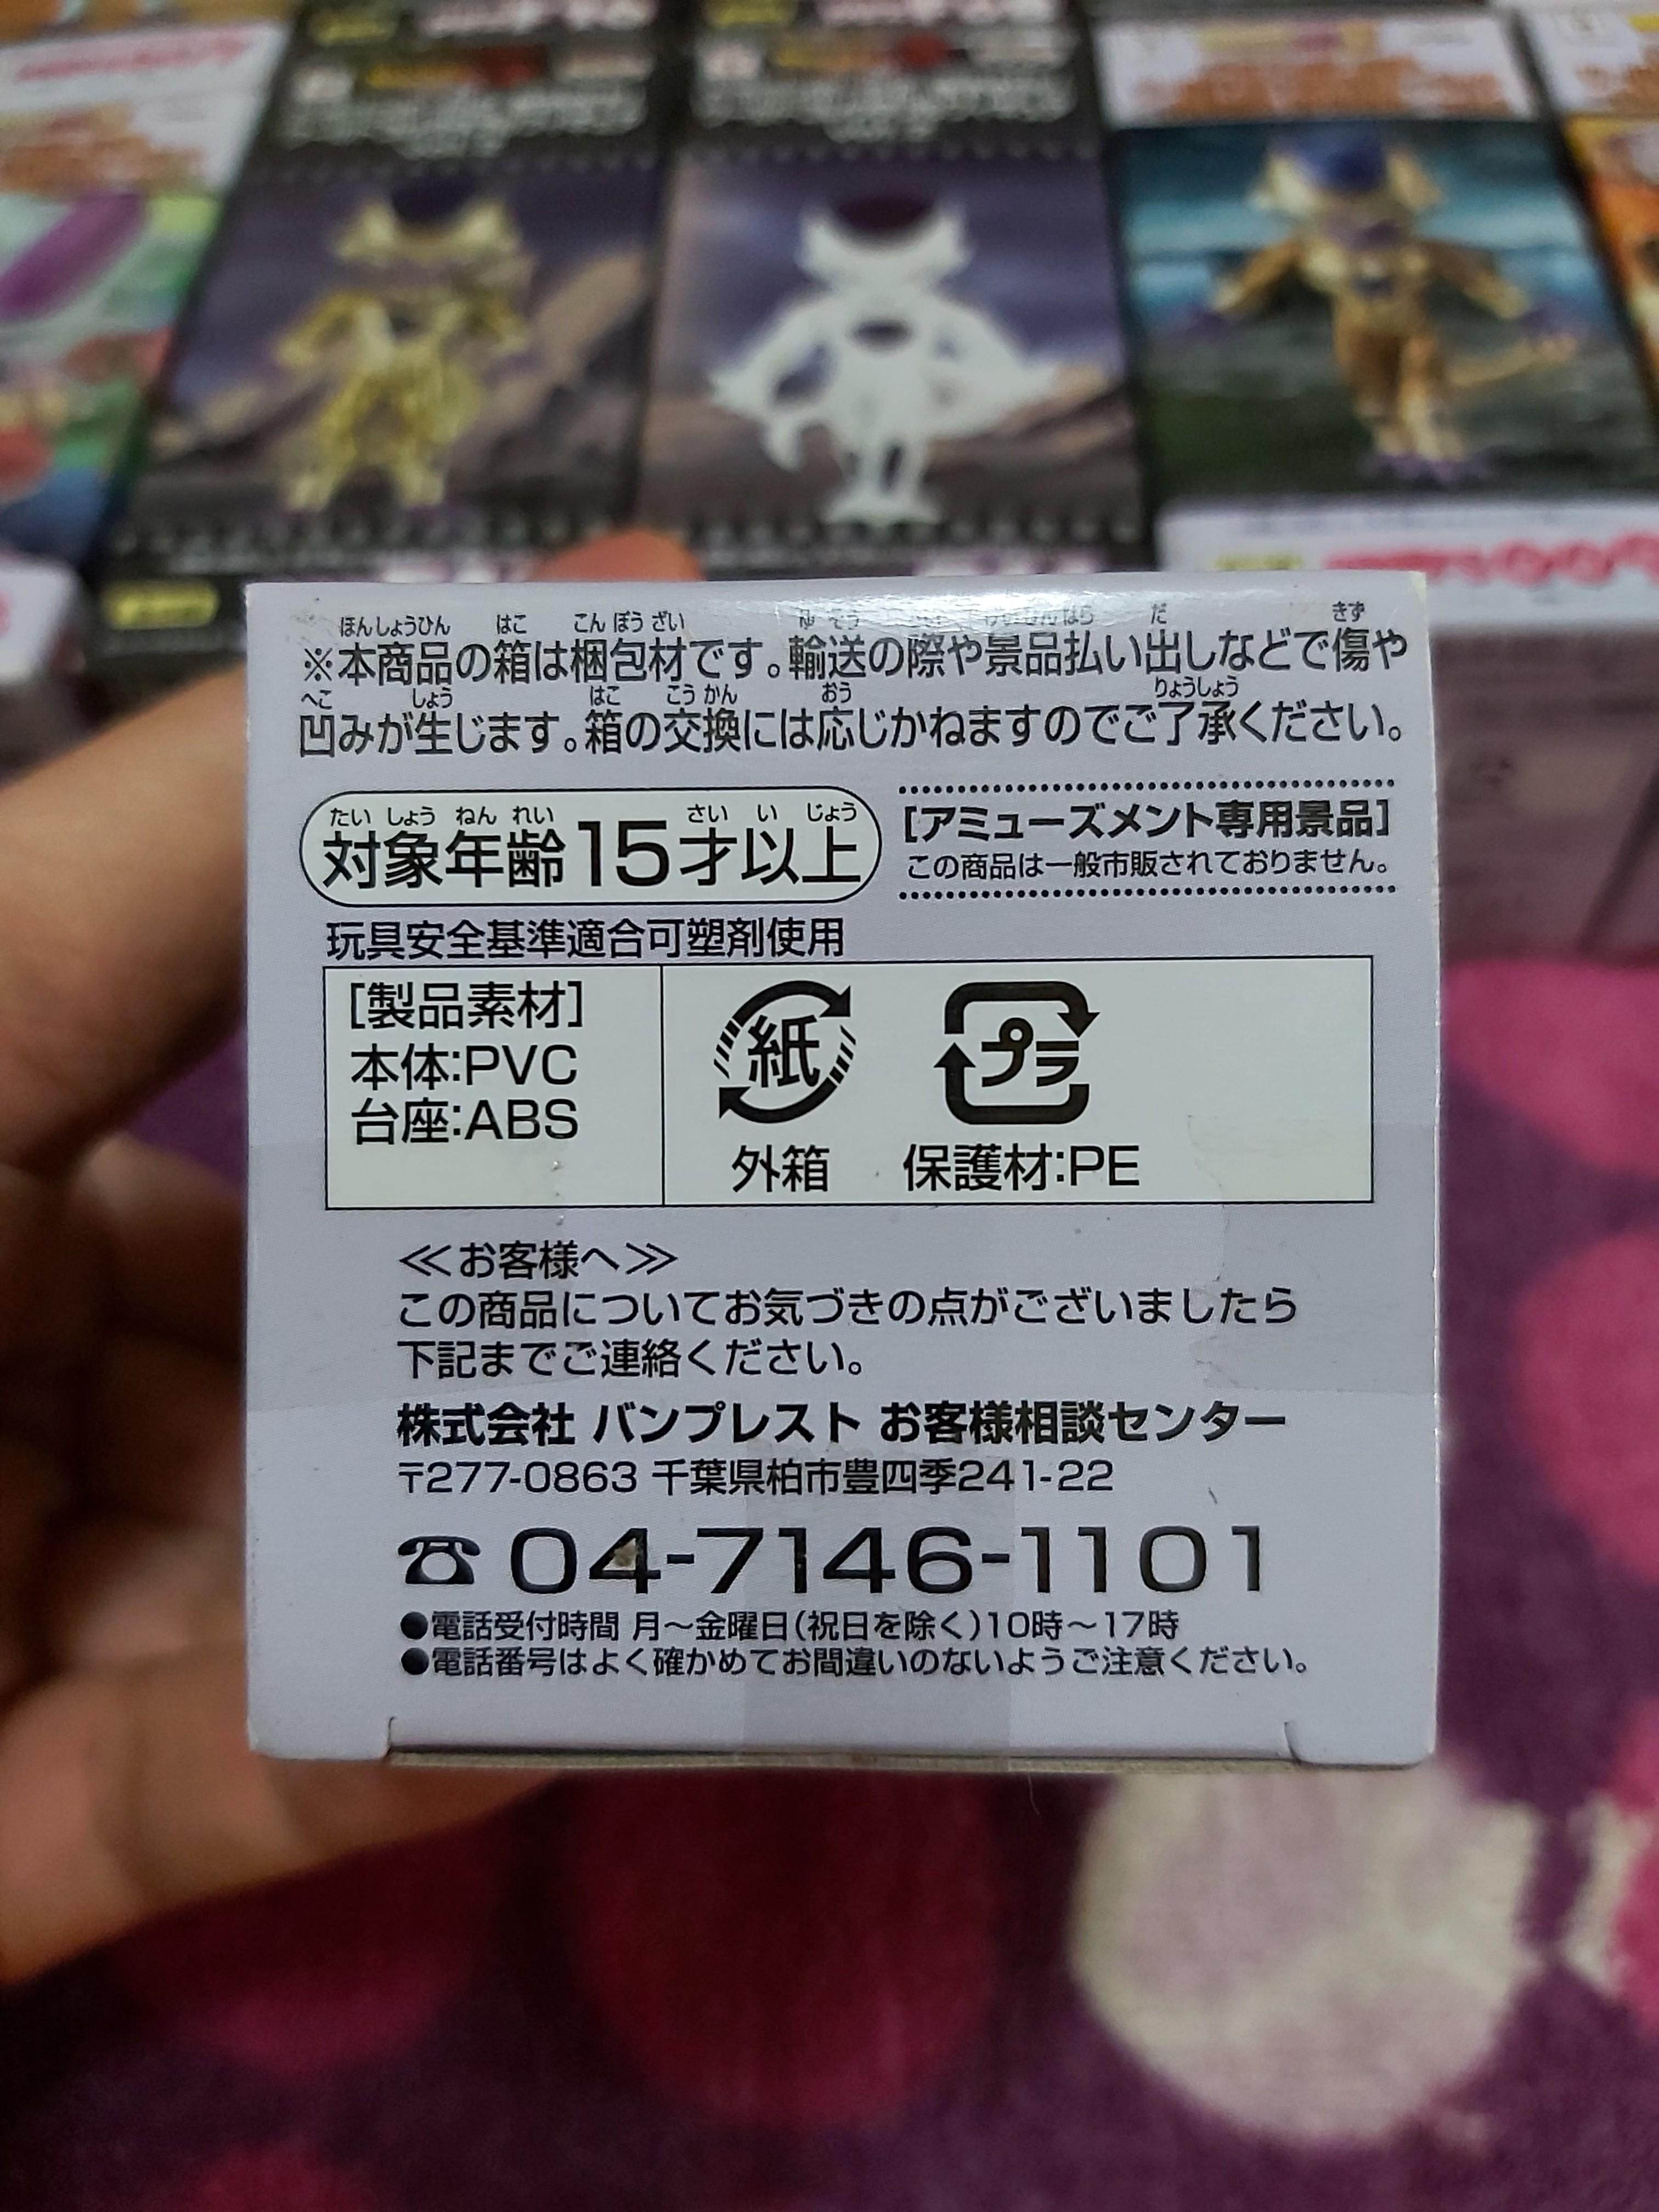 ※本商品の箱は梱包材です。輸送の際や景品払い出しなどで傷や
凹みが生じます。箱の交換には応じかねますのでご了承ください。
対象年齢15才以上
[アミューズメント専用景品]
この商品は一般市販されておりません。
玩具安全基準適合可塑剤使用
[製品素材]
本体:PVC
台座:ABS
紙
外箱
プラ
保護材:PE
≪お客様へ≫
この商品についてお気づきの点がございましたら
下記までご連絡ください。
株式会社 バンプレスト お客様相談センター
〒277-0863 千葉県柏市豊四季241-22
☎04-7146-1101
●電話受付時間 月〜金曜日(祝日を除く)10時〜17時
●電話番号はよく確かめてお間違いのないようご注意ください。